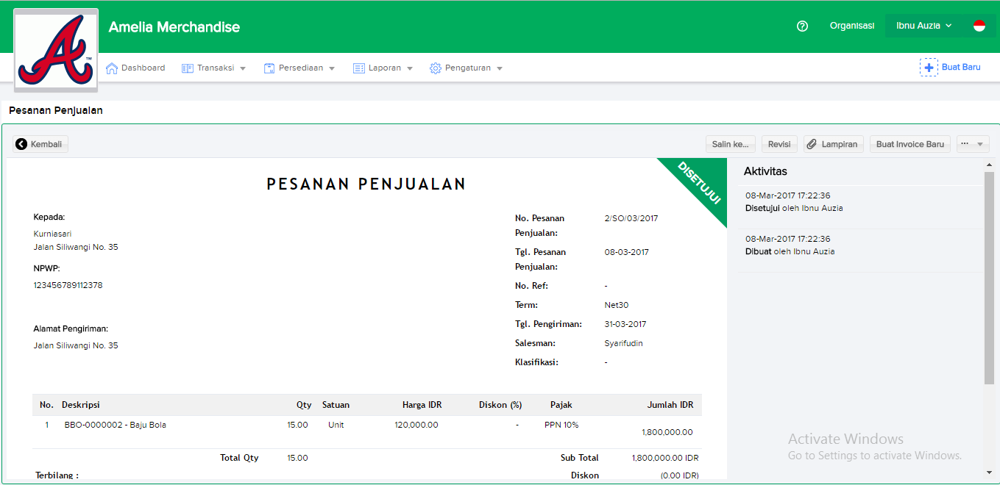 Amelia Merchandise
Organisasi
Ibnu Auzia
A
TM
Dashboard
Transaksi
Persediaan
Laporan
Pengaturan
Buat Baru
Pesanan Penjualan
Kembali
Salin ke...
Revisi
Lampiran
Buat Invoice Baru
PESANAN PENJUALAN
DISETUJUI
Kepada:
Kurniasari
Jalan Siliwangi No. 35
NPWP:
123456789112378
Alamat Pengiriman:
Jalan Siliwangi No. 35
No. Pesanan Penjualan: 2/SO/03/2017
Tgl. Pesanan Penjualan: 08-03-2017
No. Ref: -
Term: Net30
Tgl. Pengiriman: 31-03-2017
Salesman: Syarifudin
Klasifikasi: -
No. Deskripsi Qty Satuan Harga IDR Diskon (%) Pajak Jumlah IDR
1 BBO-0000002 - Baju Bola 15.00 Unit 120,000.00 - PPN 10% 1,800,000.00
Total Qty 15.00 Sub Total 1,800,000.00 IDR
Terbilang : Diskon (0.00 IDR)
Aktivitas
08-Mar-2017 17:22:36
Disetujui oleh Ibnu Auzia
08-Mar-2017 17:22:36
Dibuat oleh Ibnu Auzia
Activate Windows
Go to Settings to activate Windows.